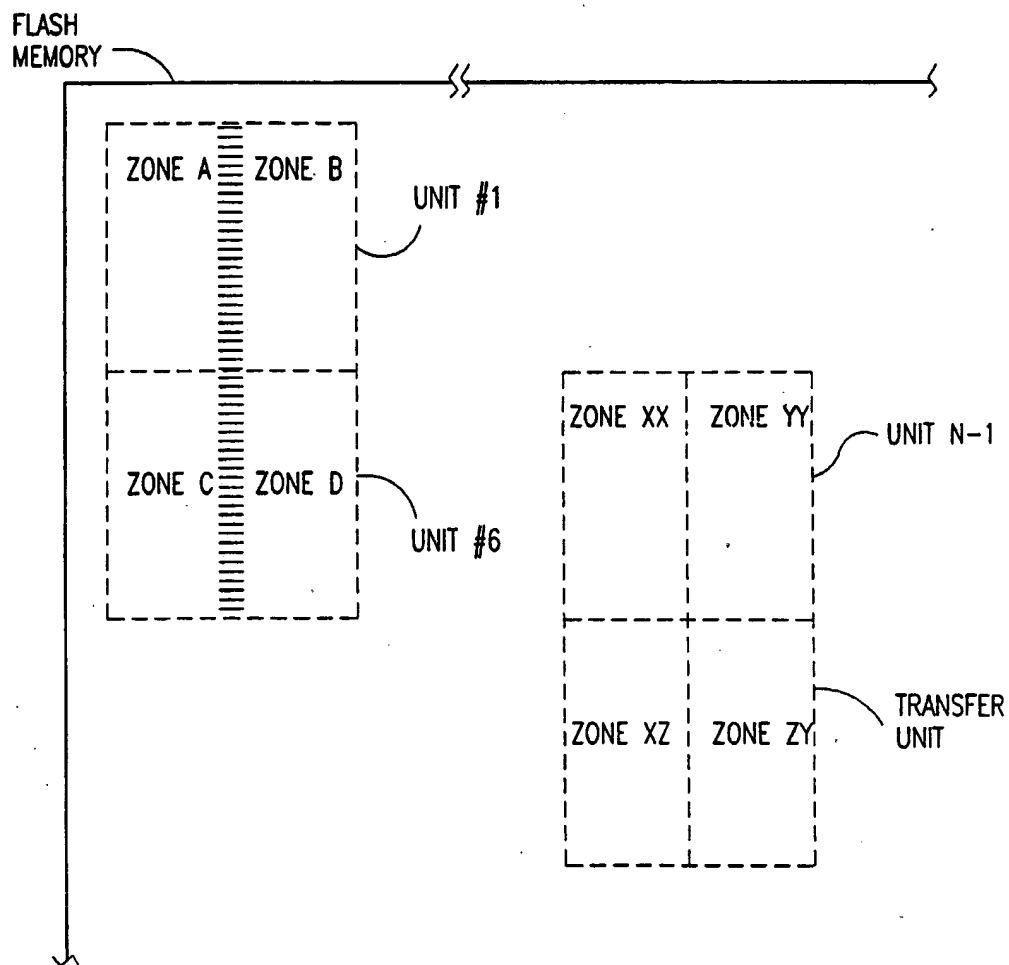 FLASH
MEMORY
ZONE A
ZONE B
UNIT #1
ZONE C
ZONE D
UNIT #6
ZONE XX
ZONE YY
UNIT N-1
ZONE XZ
ZONE ZY
TRANSFER
UNIT